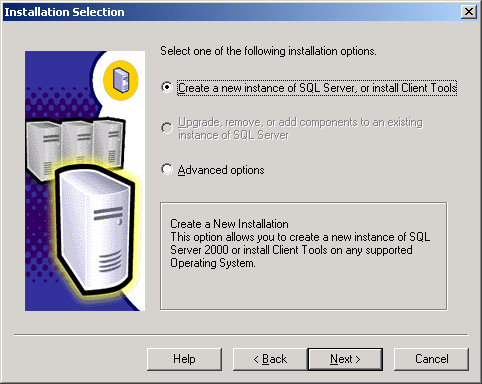 Installation Selection
Select one of the following installation options.
Create a new instance of SQL Server, or install Client Tools
Upgrade, remove, or add components to an existing
instance of SQL Server
Advanced options
Create a New Installation
This option allows you to create a new instance of SQL
Server 2000 or install Client Tools on any supported
Operating System.
Help
< Back
Next >
Cancel